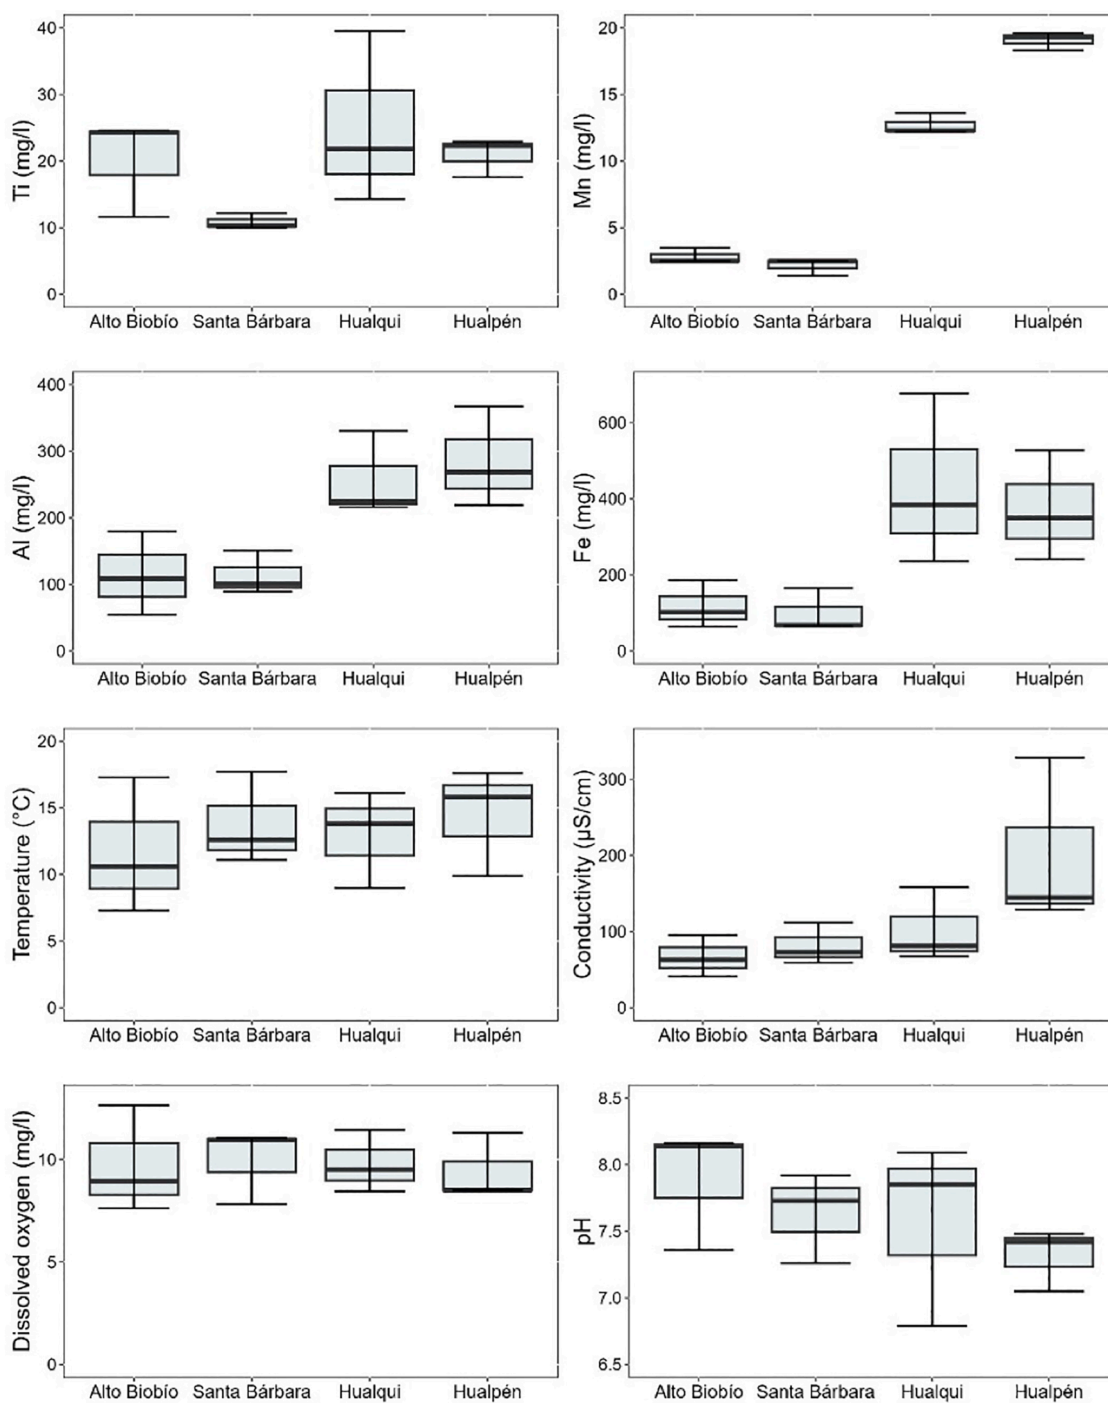 Ti (mg/l)
40
30
20
10
0
Alto Biobío Santa Bárbara Hualqui Hualpén
Mn (mg/l)
20
15
10
5
0
Alto Biobío Santa Bárbara Hualqui Hualpén
Al (mg/l)
400
300
200
100
0
Alto Biobío Santa Bárbara Hualqui Hualpén
Fe (mg/l)
600
400
200
0
Alto Biobío Santa Bárbara Hualqui Hualpén
Temperature (°C)
20
15
10
5
0
Alto Biobío Santa Bárbara Hualqui Hualpén
Conductivity (µS/cm)
300
200
100
0
Alto Biobío Santa Bárbara Hualqui Hualpén
Dissolved oxygen (mg/l)
10
5
0
Alto Biobío Santa Bárbara Hualqui Hualpén
pH
8.5
8.0
7.5
7.0
6.5
Alto Biobío Santa Bárbara Hualqui Hualpén